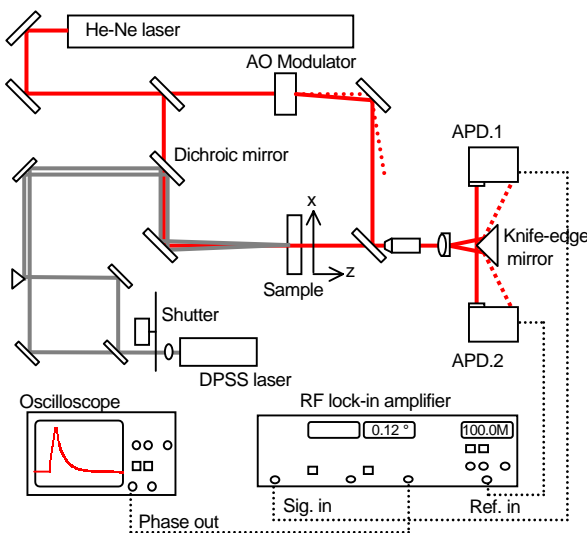 He-Ne laser
AO Modulator
APD.1
Dichroic mirror
x
Knife-edge
mirror
z
Sample
Shutter
DPSS laser
APD.2
Oscilloscope
RF lock-in amplifier
0.12 °
100.0M
Sig. in
Ref. in
Phase out